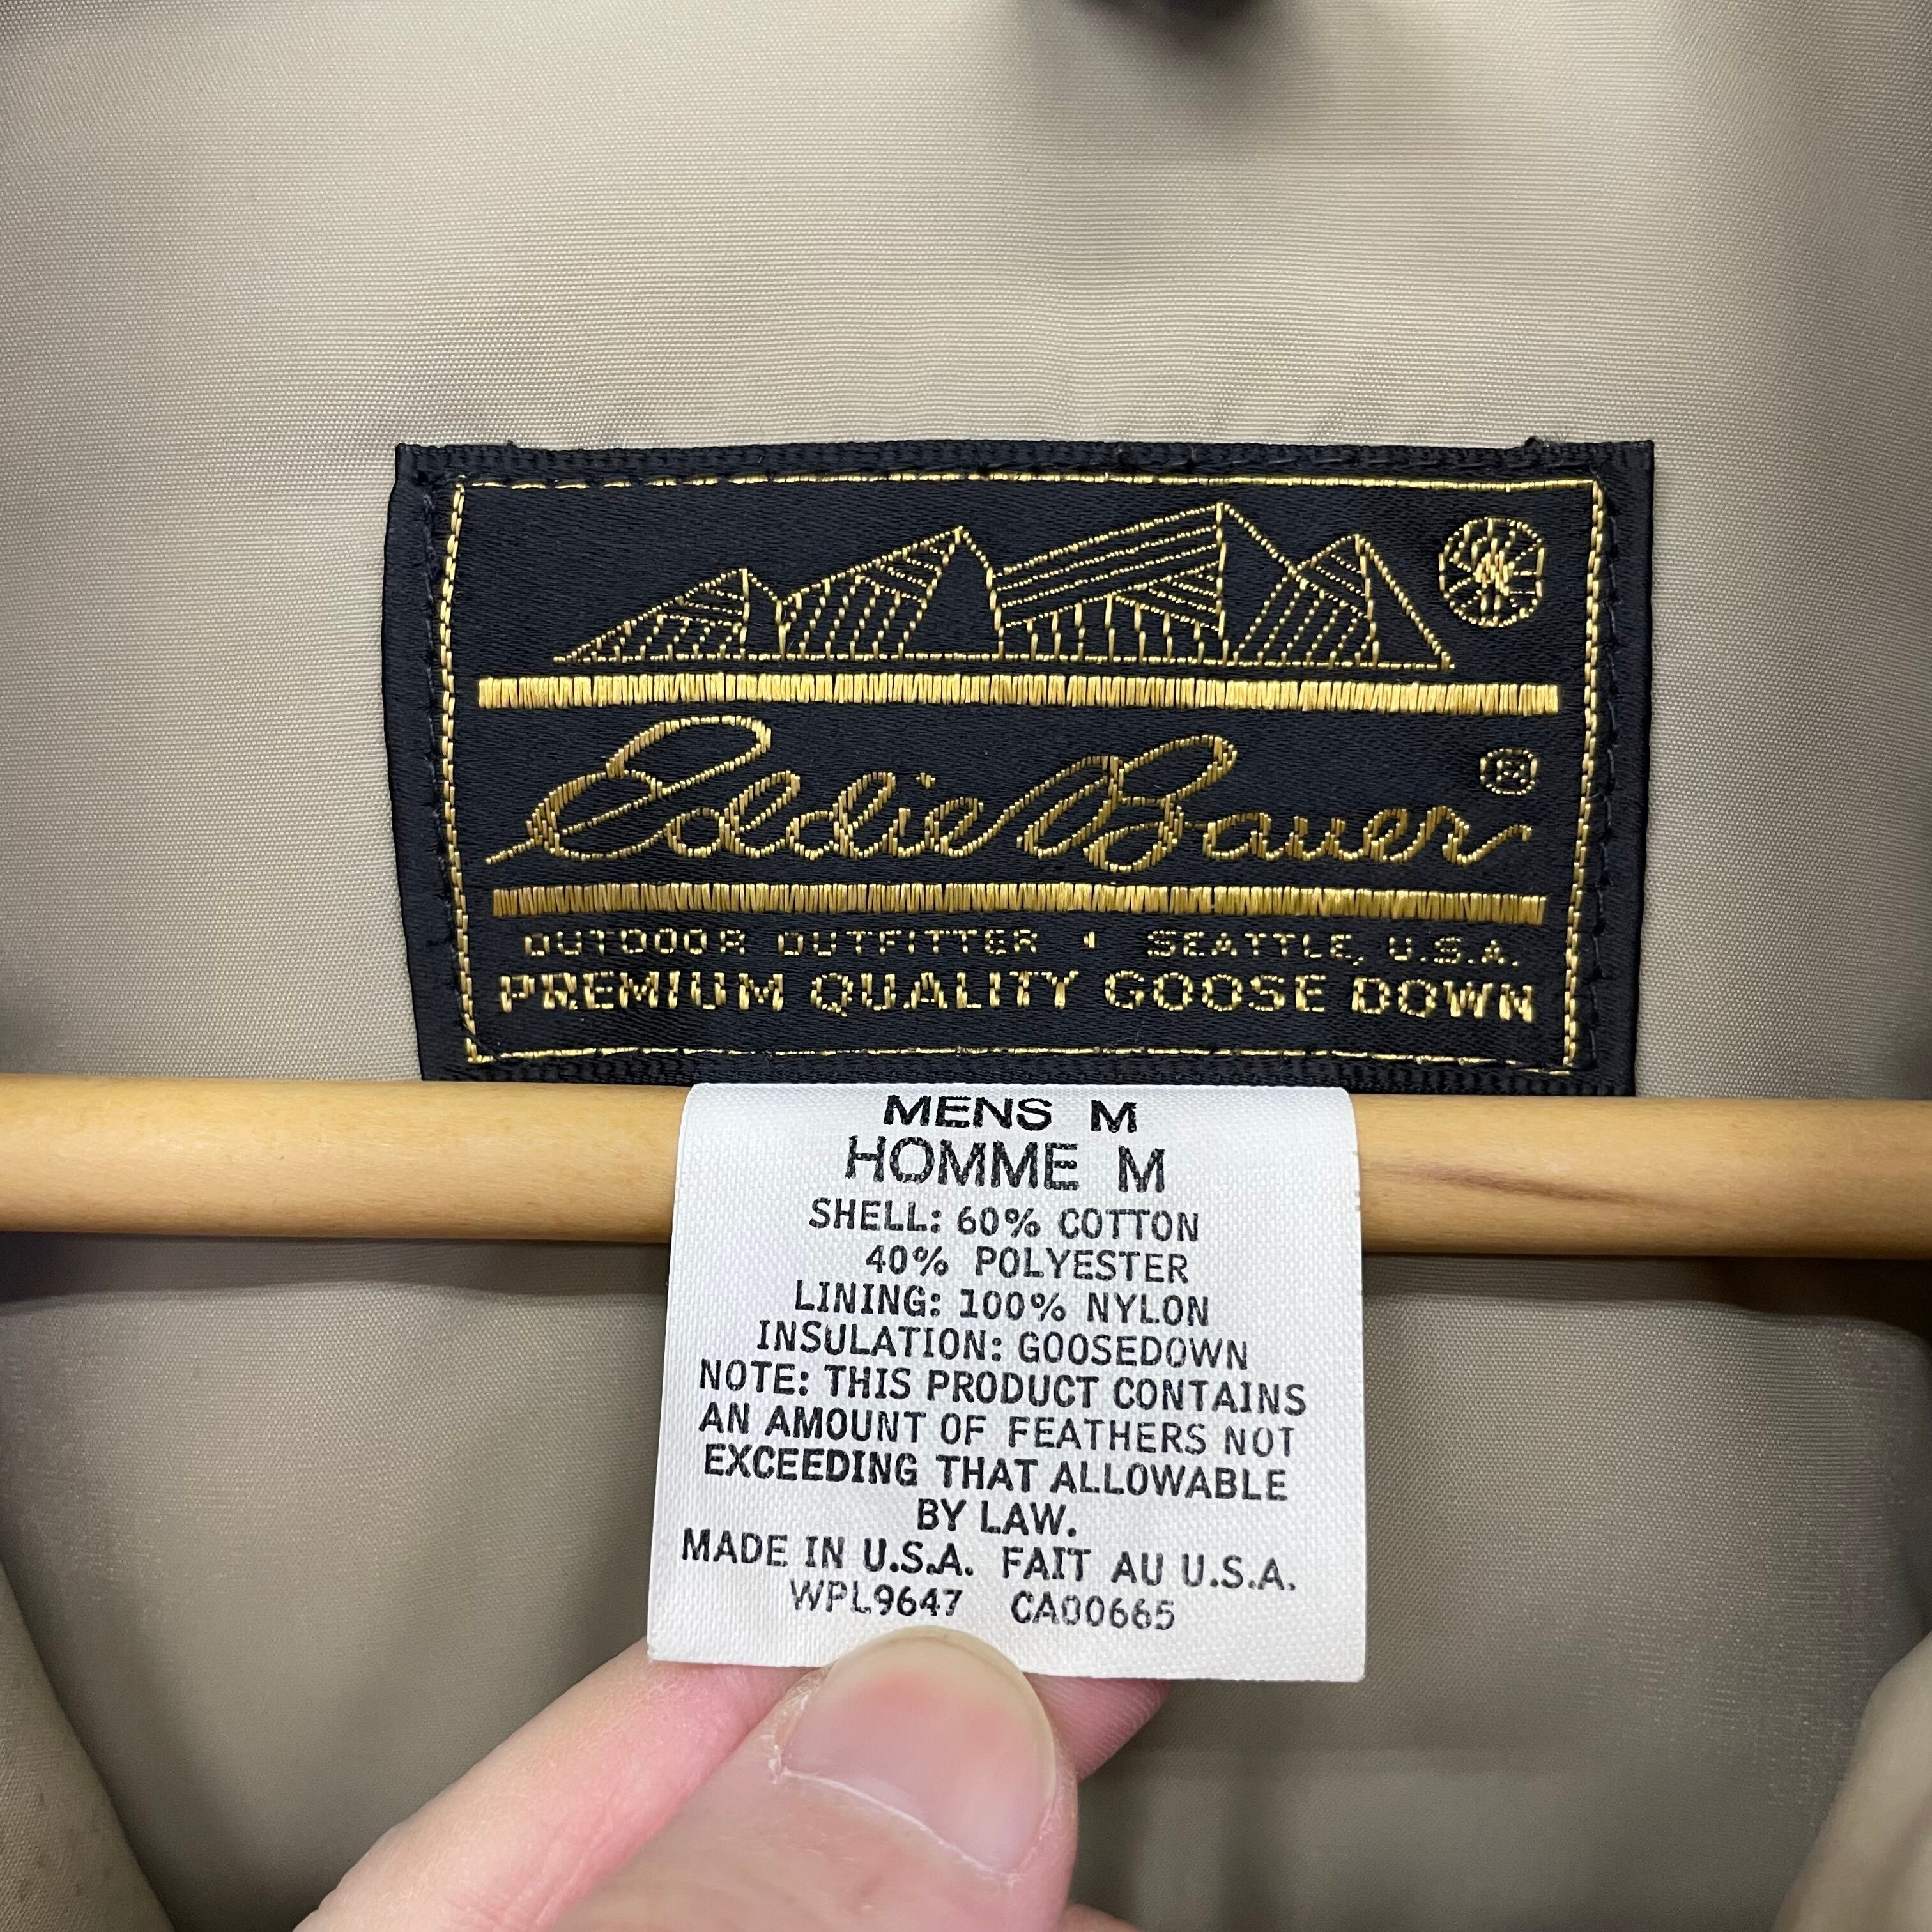 Eddie Bauer ®
OUTDOOR OUTFITTER • SEATTLE, U.S.A.
PREMIUM QUALITY GOOSE DOWN
MENS M
HOMME M
SHELL: 60% COTTON
40% POLYESTER
LINING: 100% NYLON
INSULATION: GOOSEDOWN
NOTE: THIS PRODUCT CONTAINS
AN AMOUNT OF FEATHERS NOT
EXCEEDING THAT ALLOWABLE
BY LAW.
MADE IN U.S.A. FAIT AU U.S.A.
WPL9647 CA00665